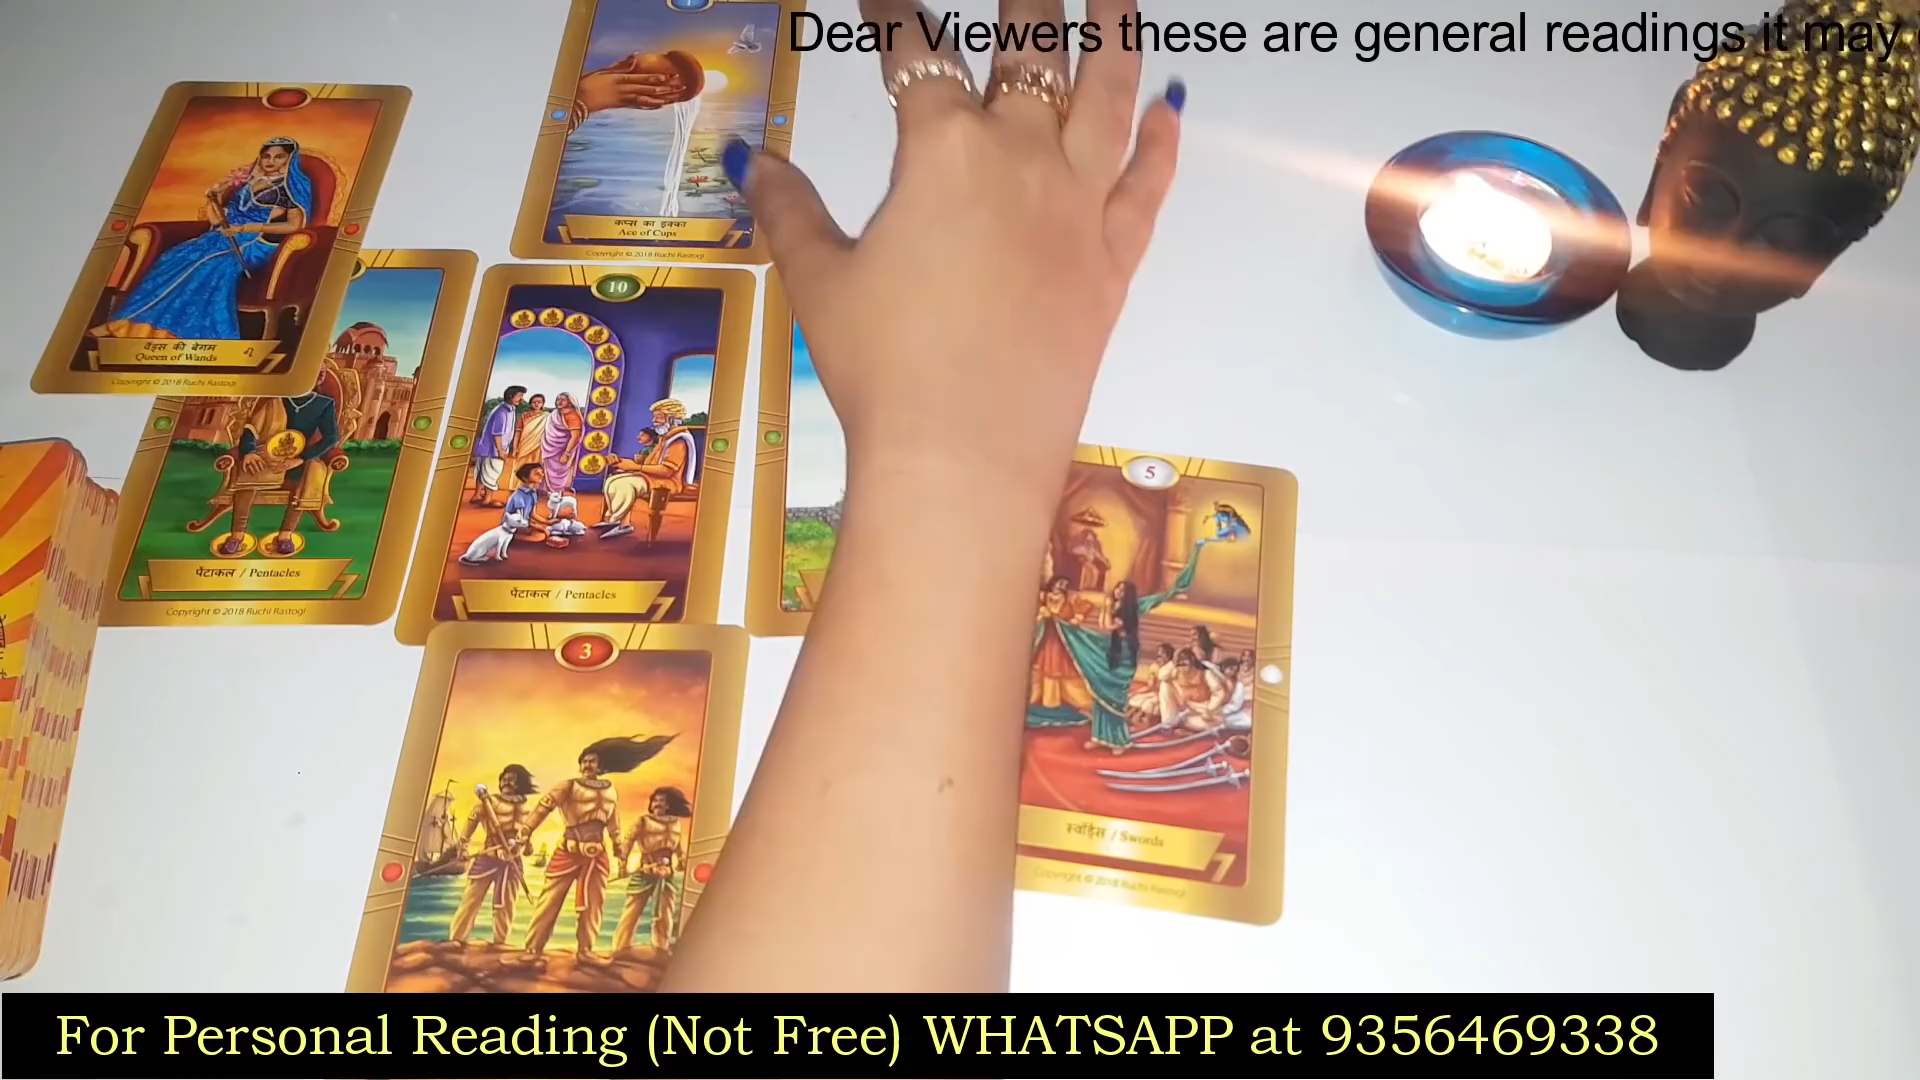 Dear Viewers these are general readings it may
1
कप्स का इक्का
Ace of Cups
Copyright © 2018 Ruchi Rastogi
वैंड्स की बेगम
Queen of Wands
Copyright © 2018 Ruchi Rastogi
10
पेंटाकल / Pentacles
पेंटाकल / Pentacles
Copyright © 2018 Ruchi Rastogi
5
स्वॉर्ड्स / Swords
Copyright © 2018 Ruchi Rastogi
3
For Personal Reading (Not Free) WHATSAPP at 9356469338